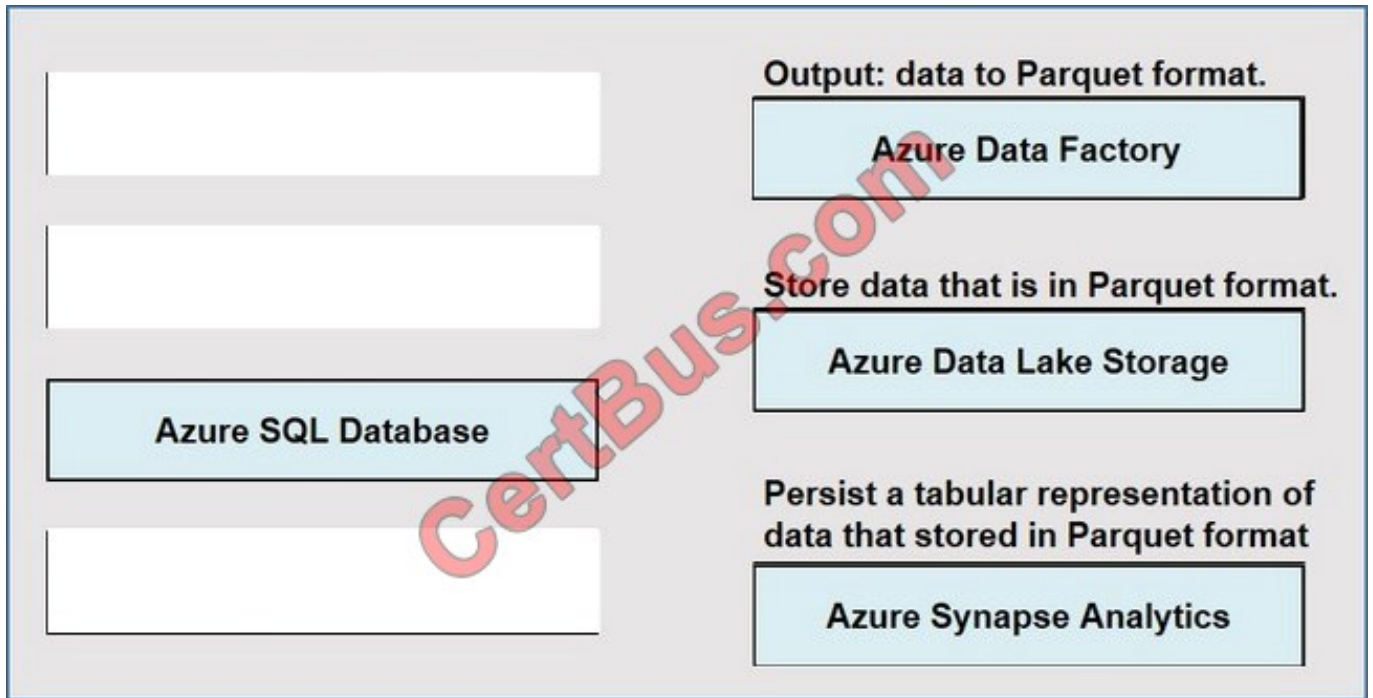 Output: data to Parquet format.
Azure Data Factory
Store data that is in Parquet format.
Azure Data Lake Storage
Azure SQL Database
Persist a tabular representation of
data that stored in Parquet format
Azure Synapse Analytics
CertBus.com